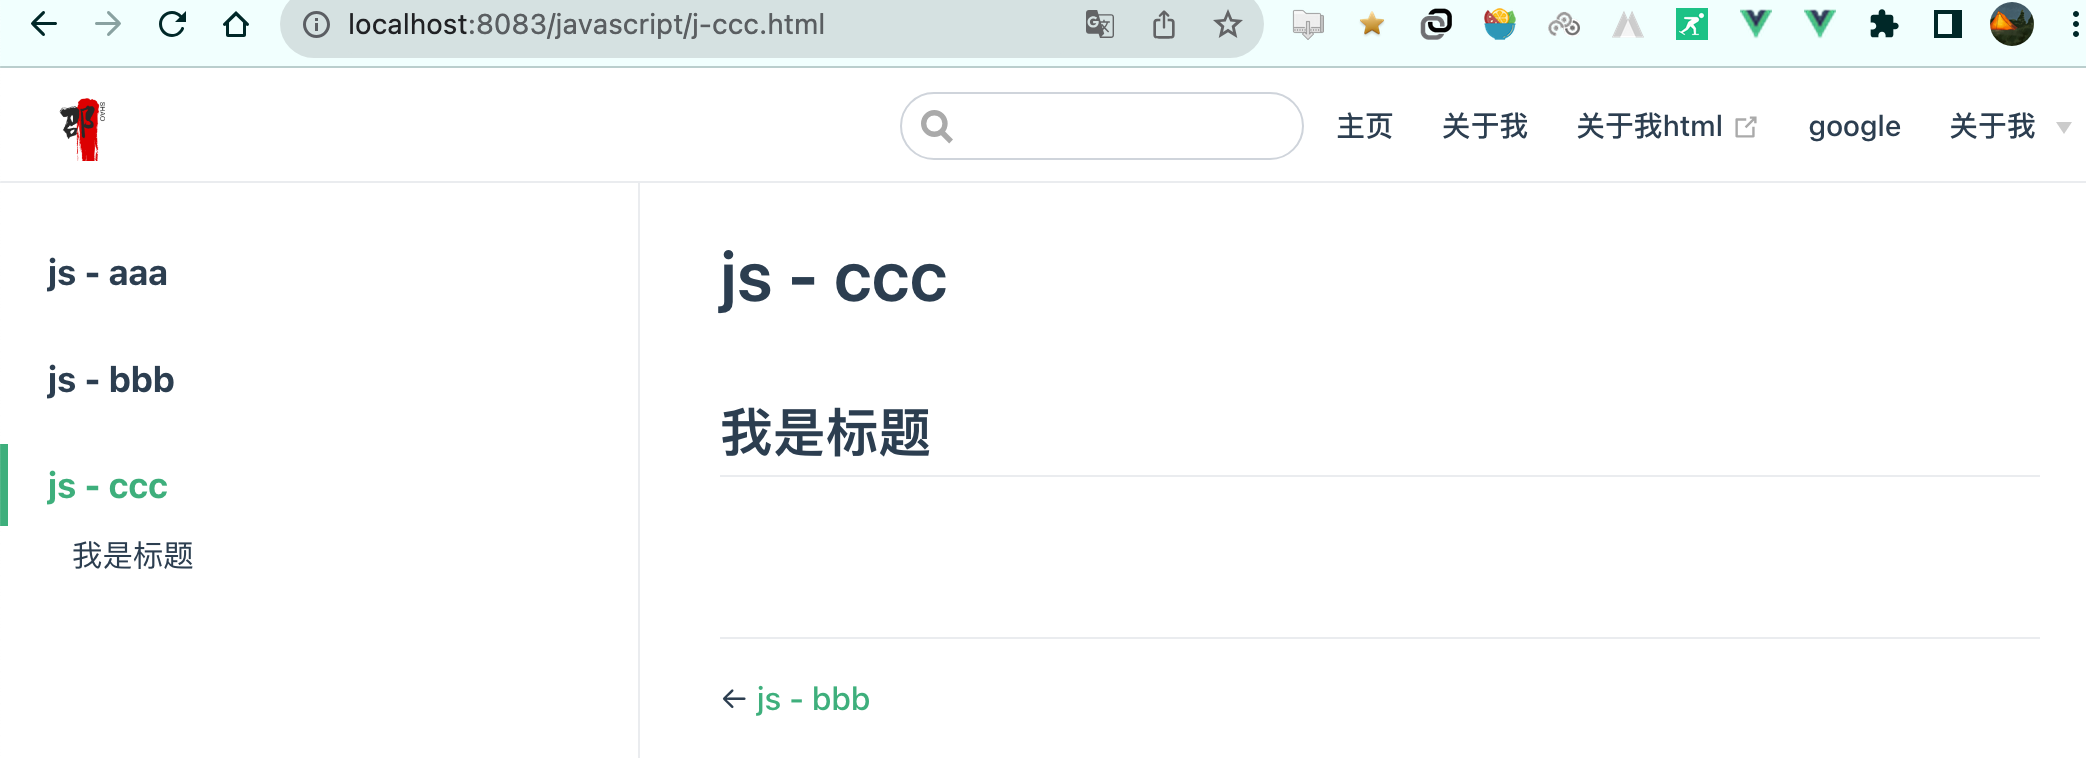 localhost:8083/javascript/j-ccc.html
邵 SHAO
主页 关于我 关于我html google 关于我
js - aaa
js - bbb
js - ccc
我是标题
js - ccc
我是标题
← js - bbb